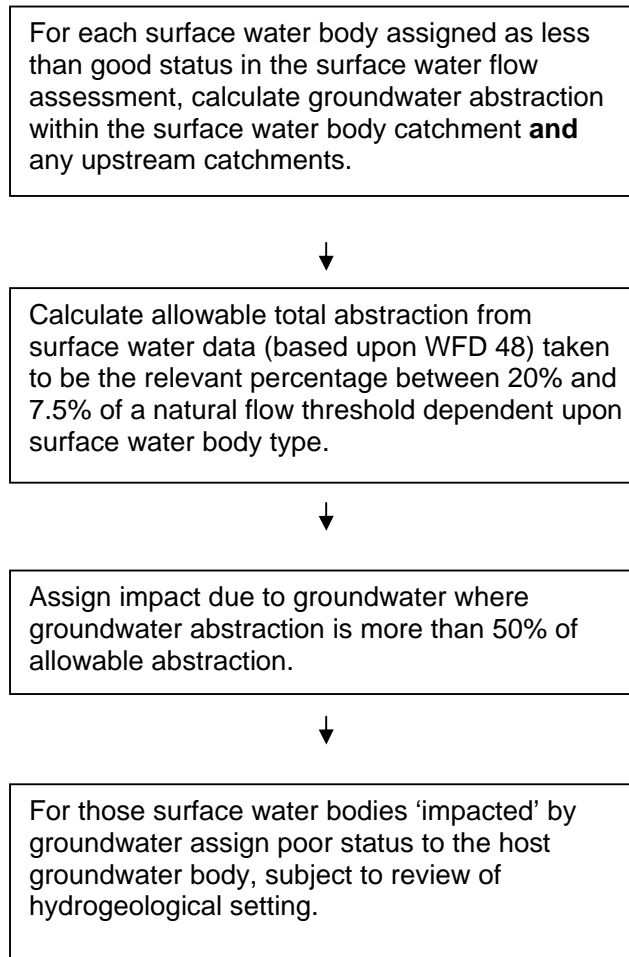 For each surface water body assigned as less
than good status in the surface water flow
assessment, calculate groundwater abstraction
within the surface water body catchment and
any upstream catchments.
Calculate allowable total abstraction from
surface water data (based upon WFD 48) taken
to be the relevant percentage between 20% and
7.5% of a natural flow threshold dependent upon
surface water body type.
Assign impact due to groundwater where
groundwater abstraction is more than 50% of
allowable abstraction.
For those surface water bodies ‘impacted’ by
groundwater assign poor status to the host
groundwater body, subject to review of
hydrogeological setting.